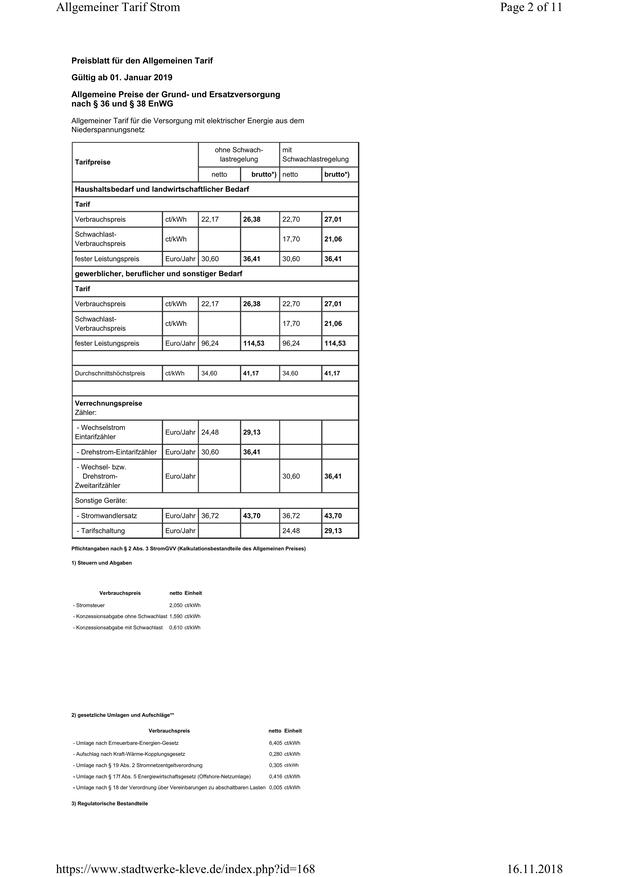 Allgemeiner Tarif Strom
Page 2 of 11
Preisblatt für den Allgemeinen Tarif
Gültig ab 01. Januar 2019
Allgemeine Preise der Grund- und Ersatzversorgung
nach § 36 und § 38 EnWG
Allgemeiner Tarif für die Versorgung mit elektrischer Energie aus dem
Niederspannungsnetz
Tarifpreise
ohne Schwach-
lastregelung
mit
Schwachlastregelung
netto brutto*) netto brutto*)
Haushaltsbedarf und landwirtschaftlicher Bedarf
Tarif
Verbrauchspreis ct/kWh 22,17 26,38 22,70 27,01
Schwachlast-
Verbrauchspreis ct/kWh 17,70 21,06
fester Leistungspreis Euro/Jahr 30,60 36,41 30,60 36,41
gewerblicher, beruflicher und sonstiger Bedarf
Tarif
Verbrauchspreis ct/kWh 22,17 26,38 22,70 27,01
Schwachlast-
Verbrauchspreis ct/kWh 17,70 21,06
fester Leistungspreis Euro/Jahr 96,24 114,53 96,24 114,53
Durchschnittshöchstpreis ct/kWh 34,60 41,17 34,60 41,17
Verrechnungspreise
Zähler:
- Wechselstrom
Eintarifzähler Euro/Jahr 24,48 29,13
- Drehstrom-Eintarifzähler Euro/Jahr 30,60 36,41
- Wechsel- bzw.
Drehstrom-
Zweitarifzähler Euro/Jahr 30,60 36,41
Sonstige Geräte:
- Stromwandlersatz Euro/Jahr 36,72 43,70 36,72 43,70
- Tarifschaltung Euro/Jahr 24,48 29,13
Pflichtangaben nach § 2 Abs. 3 StromGVV (Kalkulationsbestandteile des Allgemeinen Preises)
1) Steuern und Abgaben
Verbrauchspreis netto Einheit
- Stromsteuer 2,050 ct/kWh
- Konzessionsabgabe ohne Schwachlast 1,590 ct/kWh
- Konzessionsabgabe mit Schwachlast 0,610 ct/kWh
2) gesetzliche Umlagen und Aufschläge**
Verbrauchspreis netto Einheit
- Umlage nach Erneuerbare-Energien-Gesetz 6,405 ct/kWh
- Aufschlag nach Kraft-Wärme-Kopplungsgesetz 0,280 ct/kWh
- Umlage nach § 19 Abs. 2 Stromnetzentgeltverordnung 0,305 ct/kWh
- Umlage nach § 17f Abs. 5 Energiewirtschaftsgesetz (Offshore-Netzumlage) 0,416 ct/kWh
- Umlage nach § 18 der Verordnung über Vereinbarungen zu abschaltbaren Lasten 0,005 ct/kWh
3) Regulatorische Bestandteile
https://www.stadtwerke-kleve.de/index.php?id=168
16.11.2018